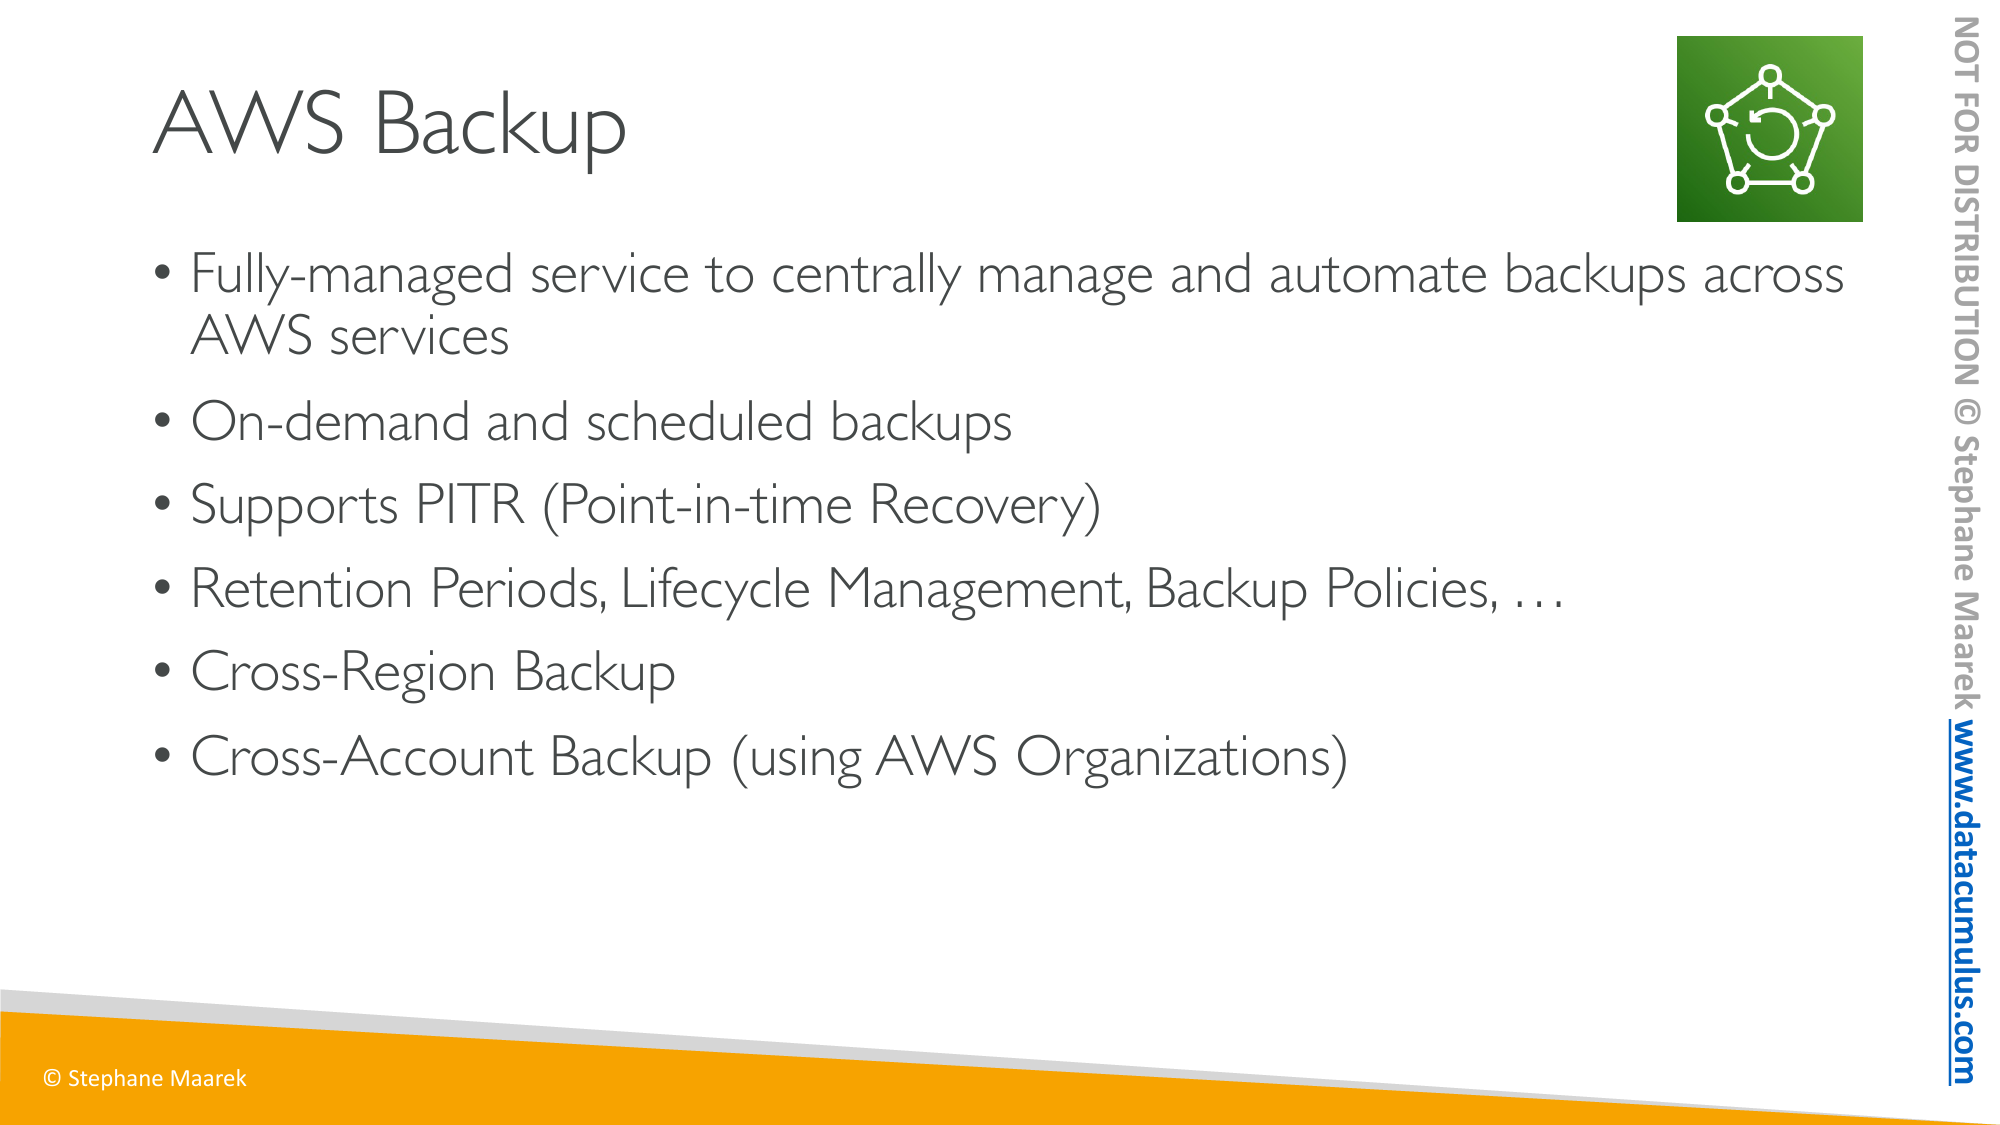 AWS Backup
• Fully-managed service to centrally manage and automate backups across
AWS services
• On-demand and scheduled backups
• Supports PITR (Point-in-time Recovery)
• Retention Periods, Lifecycle Management, Backup Policies, …
• Cross-Region Backup
• Cross-Account Backup (using AWS Organizations)
© Stephane Maarek
NOT FOR DISTRIBUTION © Stephane Maarek www.datacumulus.com